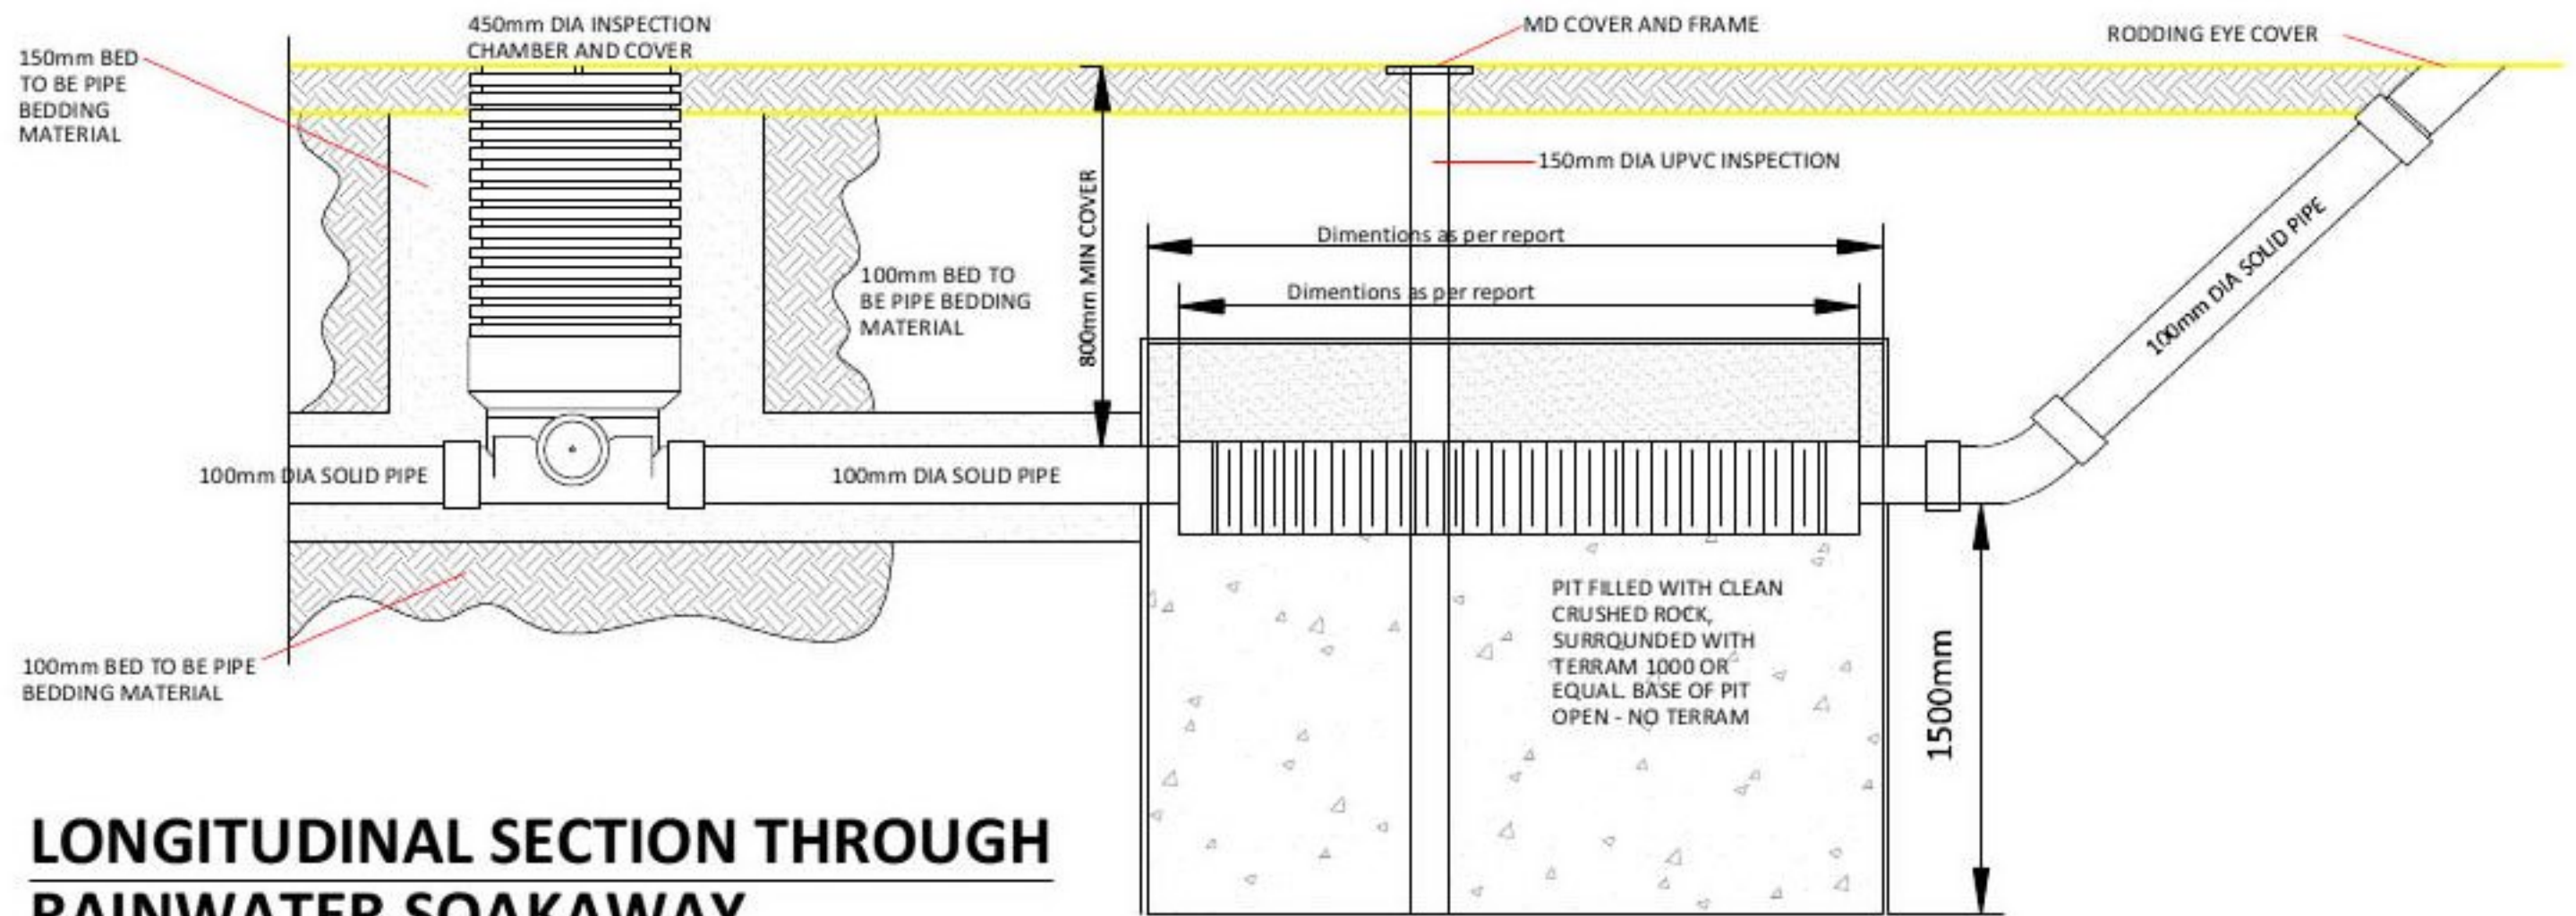 450mm DIA INSPECTION
CHAMBER AND COVER
MD COVER AND FRAME
RODDING EYE COVER
150mm BED
TO BE PIPE
BEDDING
MATERIAL
150mm DIA UPVC INSPECTION
800mm MIN COVER
Dimentions as per report
Dimentions as per report
100mm BED TO
BE PIPE BEDDING
MATERIAL
100mm DIA SOLID PIPE
100mm DIA SOLID PIPE
100mm DIA SOLID PIPE
PIT FILLED WITH CLEAN
CRUSHED ROCK,
SURROUNDED WITH
TERRAM 1000 OR
EQUAL. BASE OF PIT
OPEN - NO TERRAM
1500mm
100mm BED TO BE PIPE
BEDDING MATERIAL
LONGITUDINAL SECTION THROUGH
RAINWATER SOAKAWAY